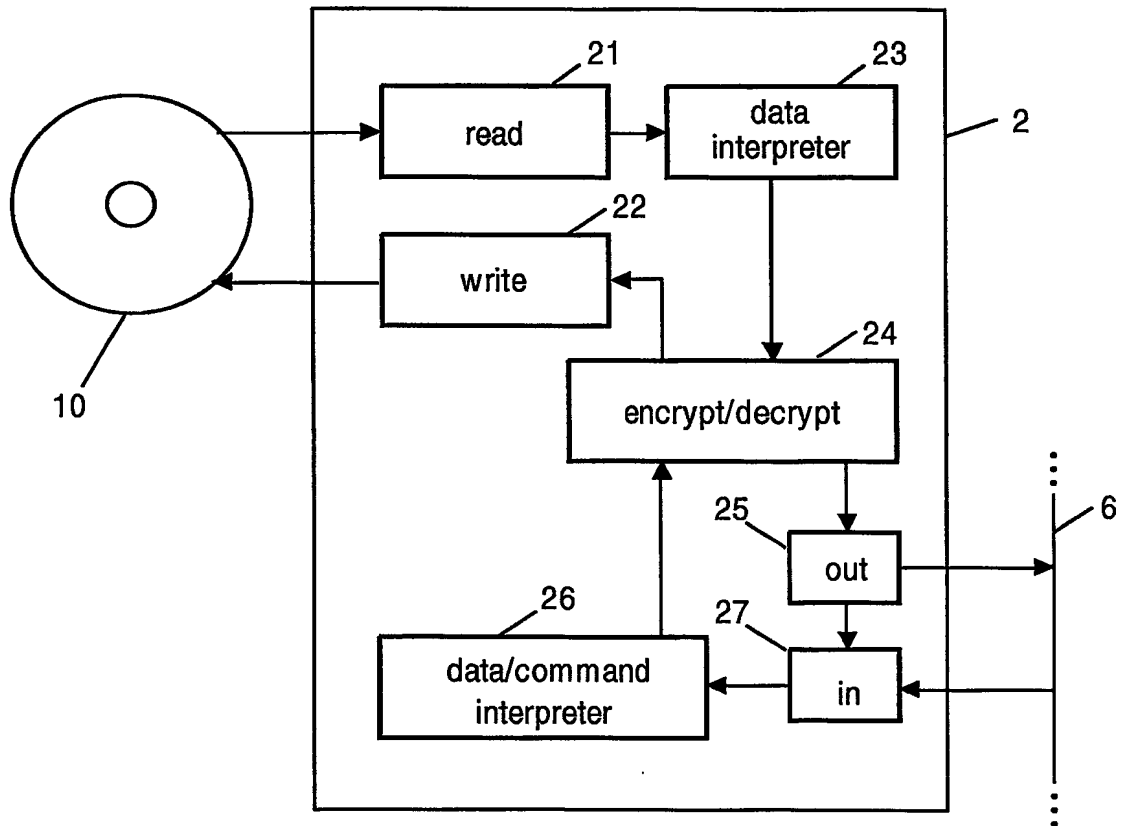 21
23
read
data
interpreter
2
22
write
10
24
encrypt/decrypt
25
6
out
26
27
data/command
interpreter
in